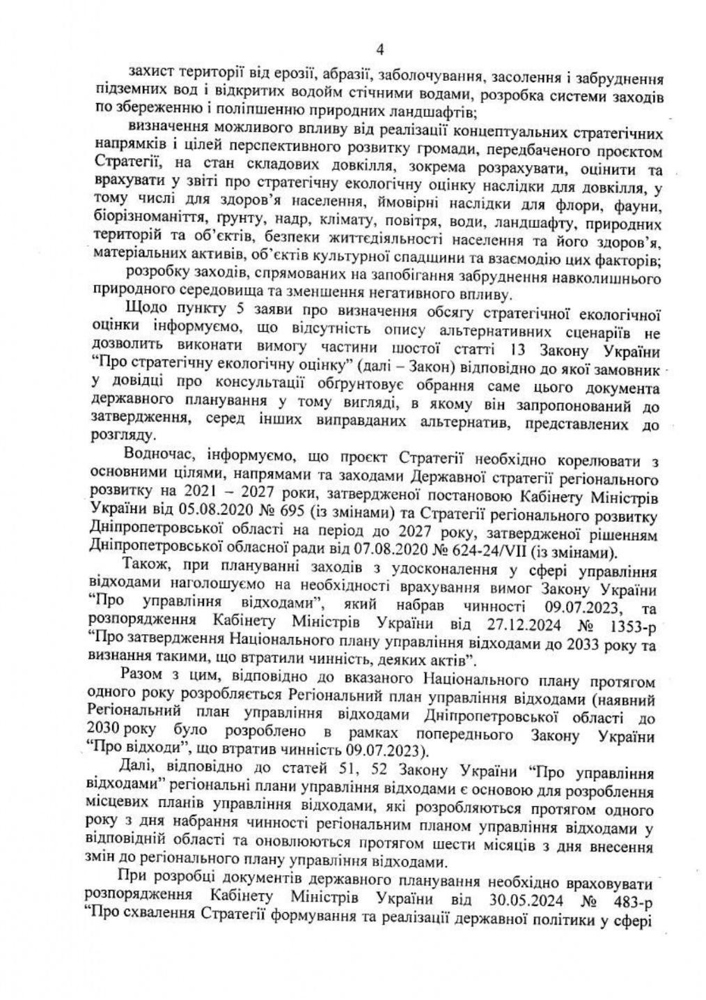 4
захист території від ерозії, абразії, заболочування, засолення і забруднення
підземних вод і відкритих водойм стічними водами, розробка системи заходів
по збереженню і поліпшенню природних ландшафтів;
визначення можливого впливу від реалізації концептуальних стратегічних
напрямків і цілей перспективного розвитку громади, передбаченого проєктом
Стратегії, на стан складових довкілля, зокрема розрахувати, оцінити та
врахувати у звіті про стратегічну екологічну оцінку наслідки для довкілля, у
тому числі для здоров’я населення, ймовірні наслідки для флори, фауни,
біорізноманіття, ґрунту, надр, клімату, повітря, води, ландшафту, природних
територій та об’єктів, безпеки життєдіяльності населення та його здоров’я,
матеріальних активів, об’єктів культурної спадщини та взаємодію цих факторів;
розробку заходів, спрямованих на запобігання забруднення навколишнього
природного середовища та зменшення негативного впливу.
Щодо пункту 5 заяви про визначення обсягу стратегічної екологічної
оцінки інформуємо, що відсутність опису альтернативних сценаріїв не
дозволить виконати вимогу частини шостої статті 13 Закону України
“Про стратегічну екологічну оцінку” (далі – Закон) відповідно до якої замовник
у довідці про консультації обґрунтовує обрання саме цього документа
державного планування у тому вигляді, в якому він запропонований до
затвердження, серед інших виправданих альтернатив, представлених до
розгляду.
Водночас, інформуємо, що проєкт Стратегії необхідно корелювати з
основними цілями, напрямами та заходами Державної стратегії регіонального
розвитку на 2021 – 2027 роки, затвердженої постановою Кабінету Міністрів
України від 05.08.2020 № 695 (із змінами) та Стратегії регіонального розвитку
Дніпропетровської області на період до 2027 року, затвердженої рішенням
Дніпропетровської обласної ради від 07.08.2020 № 624-24/VII (із змінами).
Також, при плануванні заходів з удосконалення у сфері управління
відходами наголошуємо на необхідності врахування вимог Закону України
“Про управління відходами”, який набрав чинності 09.07.2023, та
розпорядження Кабінету Міністрів України від 27.12.2024 № 1353-р
“Про затвердження Національного плану управління відходами до 2033 року та
визнання такими, що втратили чинність, деяких актів”.
Разом з цим, відповідно до вказаного Національного плану протягом
одного року розробляється Регіональний план управління відходами (наявний
Регіональний план управління відходами Дніпропетровської області до
2030 року було розроблено в рамках попереднього Закону України
“Про відходи”, що втратив чинність 09.07.2023).
Далі, відповідно до статей 51, 52 Закону України “Про управління
відходами” регіональні плани управління відходами є основою для розроблення
місцевих планів управління відходами, які розробляються протягом одного
року з дня набрання чинності регіональним планом управління відходами у
відповідній області та оновлюються протягом шести місяців з дня внесення
змін до регіонального плану управління відходами.
При розробці документів державного планування необхідно враховувати
розпорядження Кабінету Міністрів України від 30.05.2024 № 483-р
“Про схвалення Стратегії формування та реалізації державної політики у сфері